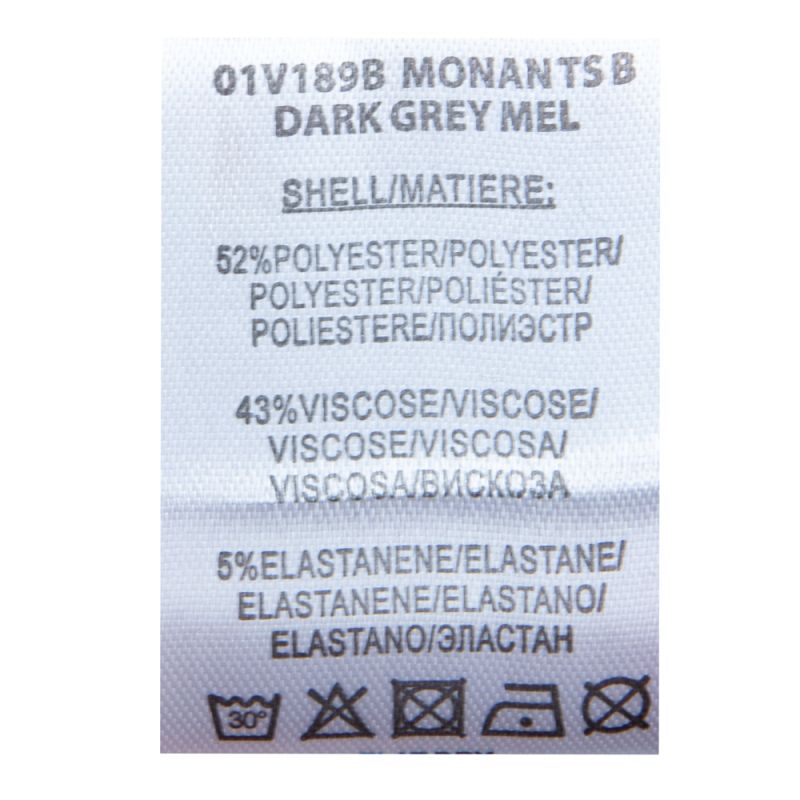 01V189B MONANTS B
DARK GREY MEL
SHELL/MATIERE:
52%POLYESTER/POLYESTER/
POLYESTER/POLIÉSTER/
POLIESTERE/ПОЛИЭСТР
43%VISCOSE/VISCOSE/
VISCOSE/VISCOSA/
VISCOSA/ВИСКОЗА
5%ELASTANENE/ELASTANE/
ELASTANENE/ELASTANO/
ELASTANO/ЭЛАСТАН
30°